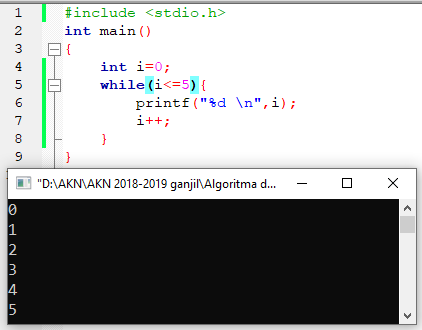 1 #include <stdio.h>
2 int main()
3 {
4 int i=0;
5 while(i<=5){
6 printf("%d \n",i);
7 i++;
8 }
9 }
"D:\AKN\AKN 2018-2019 ganjil\Algoritma d...
0
1
2
3
4
5